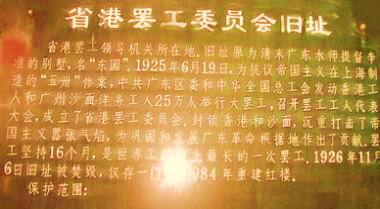 省港罢工委员会旧址
省港罢工领导机关所在地，旧址原为清末广东水师提督李
准的别墅，名“东园”。1925年6月19日，为抗议帝国主义在上海制
造的“五卅”惨案，中共广东区委和中华全国总工会发动香港工
人和广州沙面洋务工人25万人举行大罢工，召开罢工工人代表
大会，成立了省港罢工委员会．封锁香港和沙面，沉重打击了帝
国主义嚣张气焰，为巩固和发展广东革命根据地作出了贡献．罢
工坚持16个月，是世界工 史上最长的一次罢工．1926年11月
6日旧址被焚毁，仅存一门 1984年重建红楼．
保护范围：